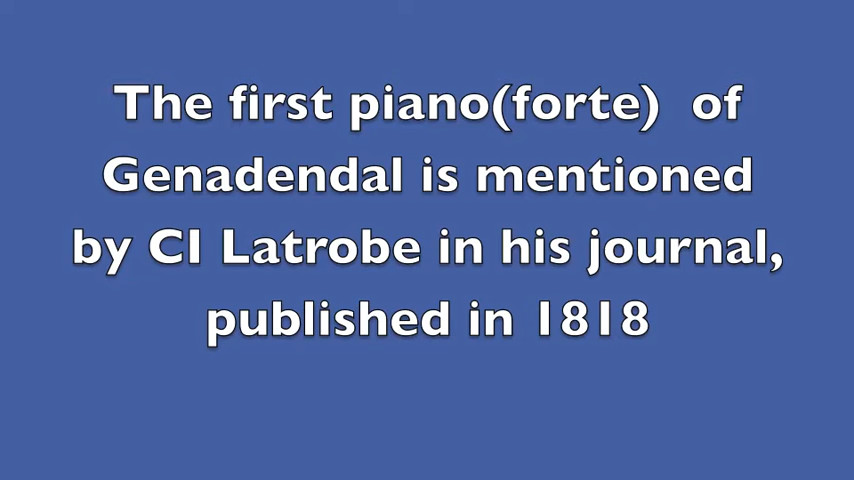 The first piano(forte)  of
Genadendal is mentioned
by CI Latrobe in his journal,
published in 1818